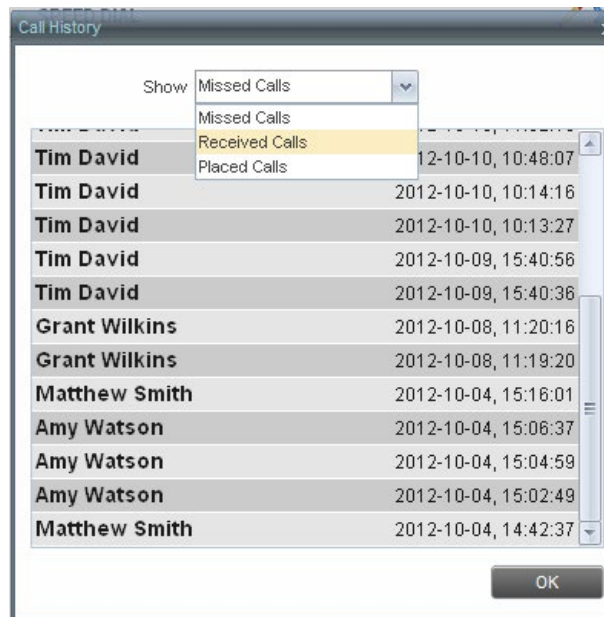 SPEED DIAL
Call History
Show Missed Calls
Missed Calls
Received Calls
Placed Calls
Tim David 2012-10-10, 10:48:07
Tim David 2012-10-10, 10:14:16
Tim David 2012-10-10, 10:13:27
Tim David 2012-10-09, 15:40:56
Tim David 2012-10-09, 15:40:36
Grant Wilkins 2012-10-08, 11:20:16
Grant Wilkins 2012-10-08, 11:19:20
Matthew Smith 2012-10-04, 15:16:01
Amy Watson 2012-10-04, 15:06:37
Amy Watson 2012-10-04, 15:04:59
Amy Watson 2012-10-04, 15:02:49
Matthew Smith 2012-10-04, 14:42:37
OK